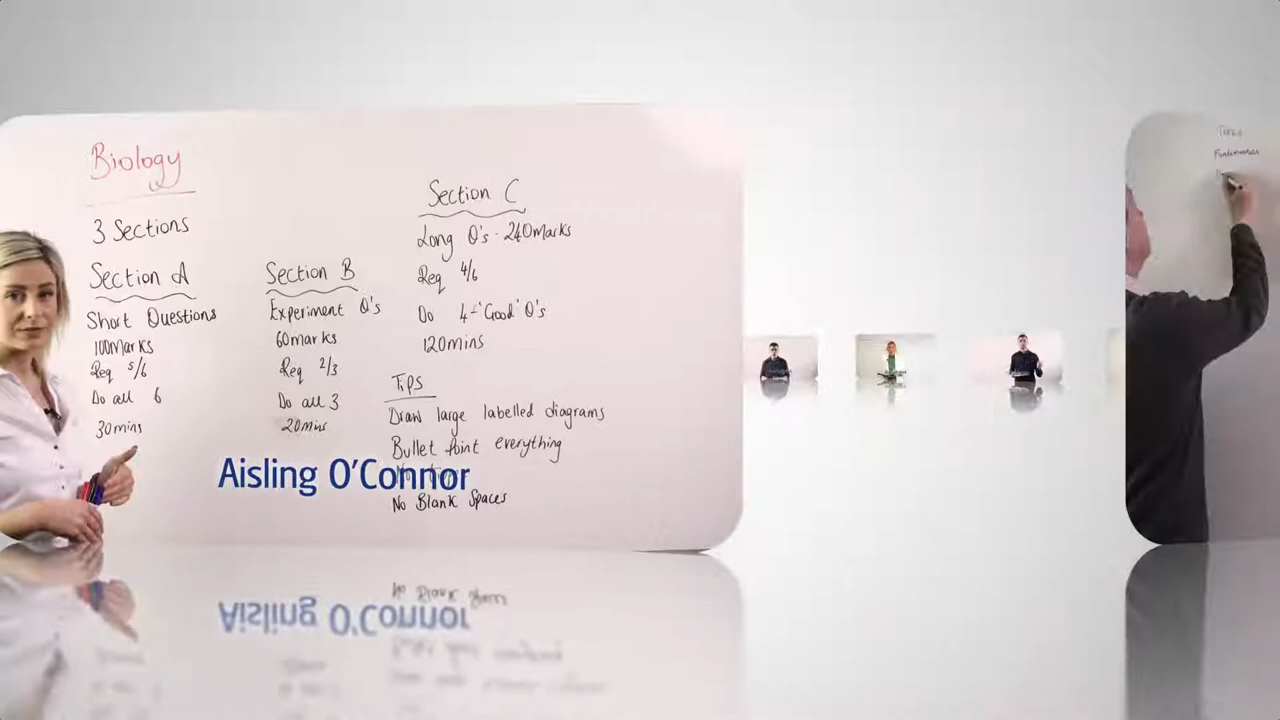 Biology
3 Sections
Section A
Short Questions
100Marks
Req 5/6
Do all 6
30mins
Section B
Experiment Q's
60marks
Req 2/3
Do all 3
20mins
Section C
Long Q's - 240marks
Req 4/6
Do 4-'Good' Q's
120mins
Tips
Draw large labelled diagrams
Bullet Point everything
No Blank Spaces
Aisling O'Connor